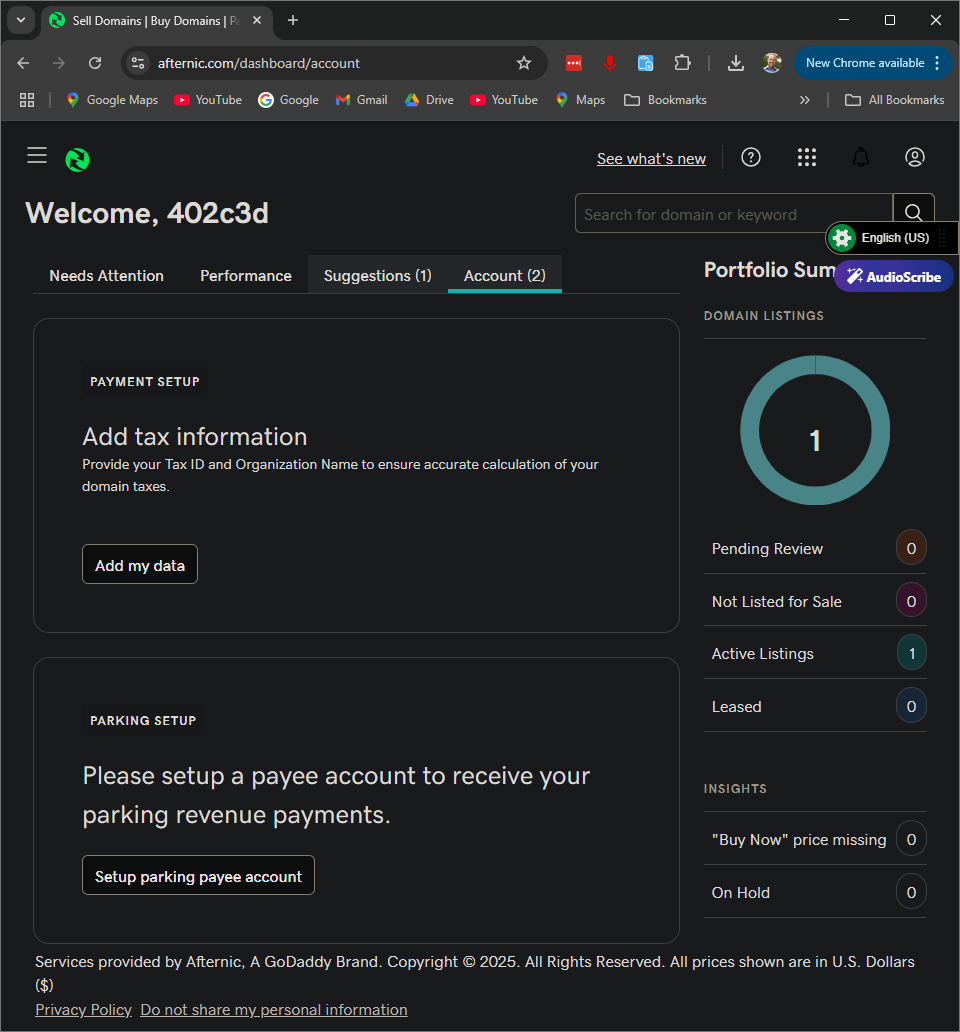 Sell Domains | Buy Domains | Pa
afternic.com/dashboard/account
New Chrome available
Google Maps
YouTube
Google
Gmail
Drive
YouTube
Maps
Bookmarks
All Bookmarks
See what's new
Welcome, 402c3d
Search for domain or keyword
English (US)
AudioScribe
Needs Attention
Performance
Suggestions (1)
Account (2)
PAYMENT SETUP
Add tax information
Provide your Tax ID and Organization Name to ensure accurate calculation of your
domain taxes.
Add my data
PARKING SETUP
Please setup a payee account to receive your
parking revenue payments.
Setup parking payee account
Portfolio Sum
DOMAIN LISTINGS
1
Pending Review 0
Not Listed for Sale 0
Active Listings 1
Leased 0
INSIGHTS
"Buy Now" price missing 0
On Hold 0
Services provided by Afternic, A GoDaddy Brand. Copyright © 2025. All Rights Reserved. All prices shown are in U.S. Dollars
($)
Privacy Policy Do not share my personal information